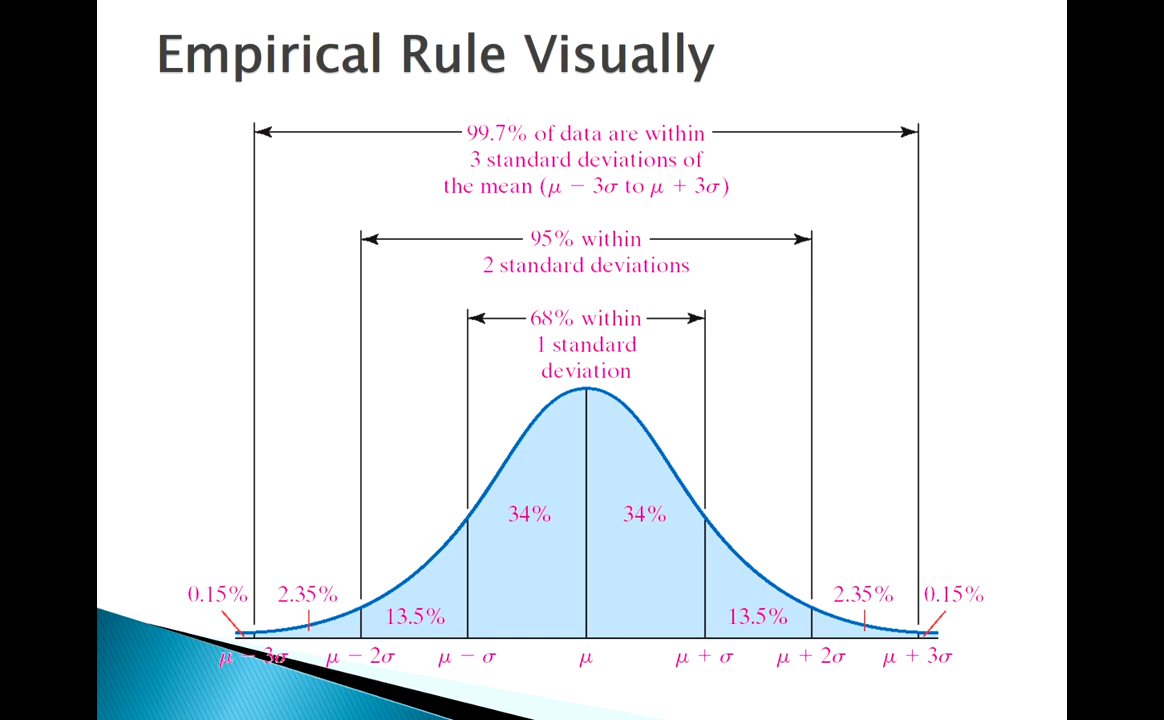 Empirical Rule Visually
99.7% of data are within
3 standard deviations of
the mean (μ − 3σ to μ + 3σ)
95% within
2 standard deviations
68% within
1 standard
deviation
34% 34%
0.15% 2.35% 2.35% 0.15%
13.5% 13.5%
μ − 3σ μ − 2σ μ − σ μ μ + σ μ + 2σ μ + 3σ